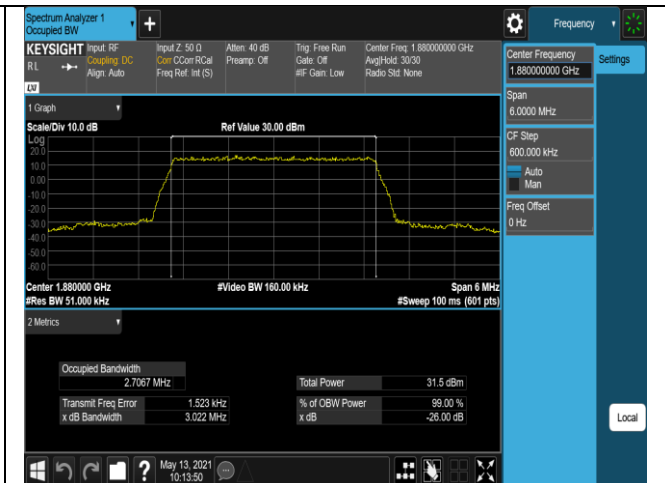 Spectrum Analyzer 1
Occupied BW
+
Frequency
KEYSIGHT
RL
LXI
Input: RF
Coupling: DC
Align: Auto
Input Z: 50 Ω
Corr CCorr RCal
Freq Ref: Int (S)
Atten: 40 dB
Preamp: Off
Trig: Free Run
Gate: Off
#IF Gain: Low
Center Freq: 1.880000000 GHz
Avg|Hold: 30/30
Radio Std: None
Center Frequency
1.880000000 GHz
Settings
Span
6.0000 MHz
CF Step
600.000 kHz
Auto
Man
Freq Offset
0 Hz
1 Graph
Scale/Div 10.0 dB
Ref Value 30.00 dBm
Log
20.0
10.0
0.00
-10.0
-20.0
-30.0
-40.0
-50.0
-60.0
Center 1.880000 GHz
#Video BW 160.00 kHz
Span 6 MHz
#Res BW 51.000 kHz
#Sweep 100 ms (601 pts)
2 Metrics
Occupied Bandwidth
2.7067 MHz
Total Power 31.5 dBm
Transmit Freq Error 1.523 kHz
% of OBW Power 99.00 %
x dB Bandwidth 3.022 MHz
x dB -26.00 dB
Local
?
May 13, 2021
10:13:50